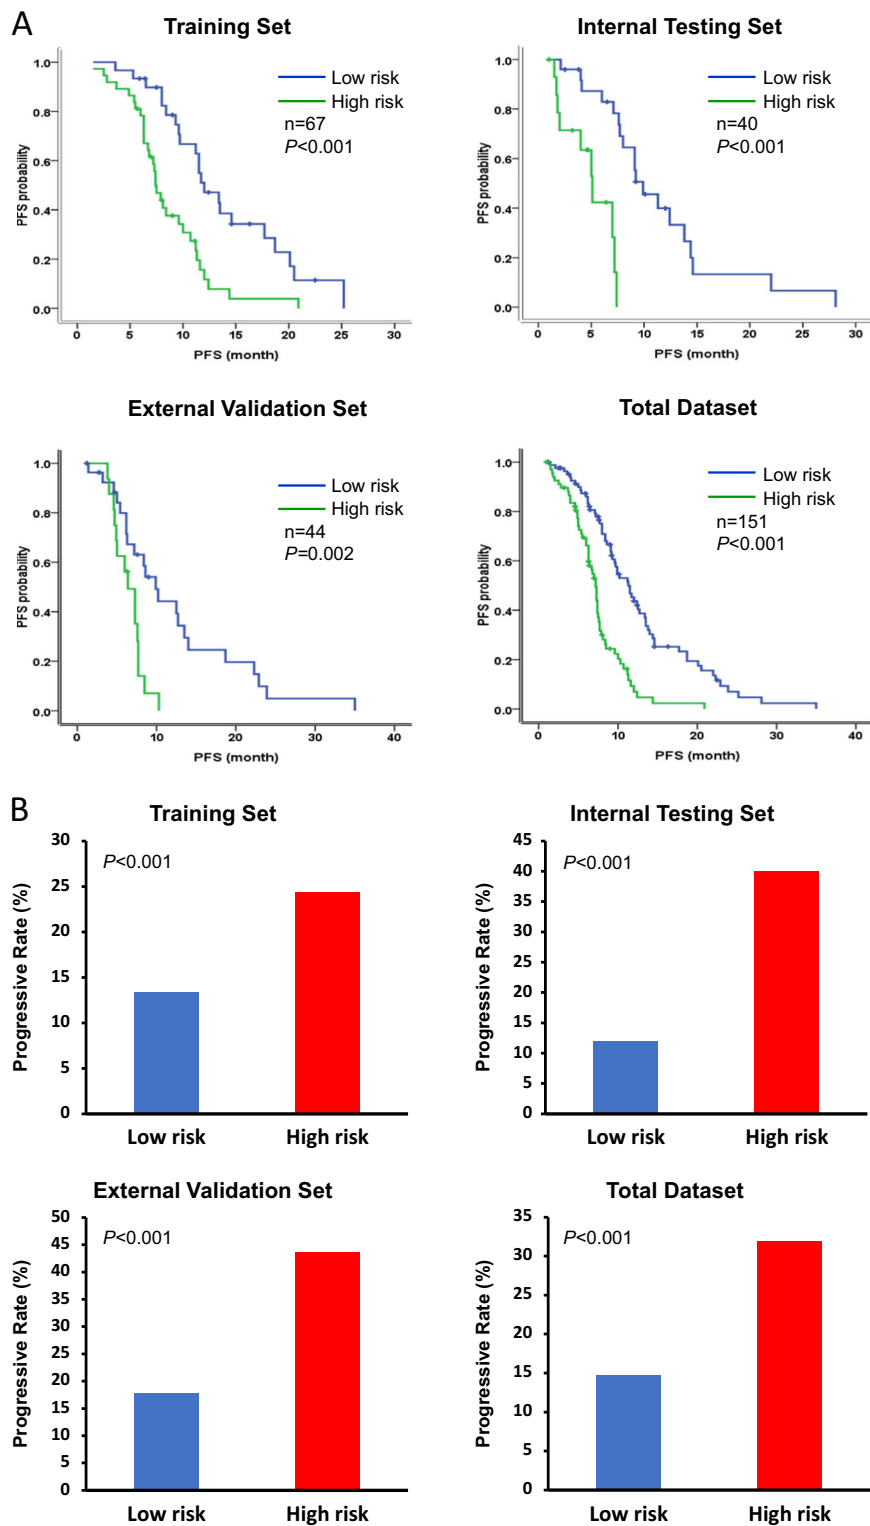 A
Training Set
1.0
0.8
0.6
0.4
0.2
0.0
PFS probability
Low risk
High risk
n=67
P<0.001
0 5 10 15 20 25 30
PFS (month)
Internal Testing Set
1.0
0.8
0.6
0.4
0.2
0.0
PFS probability
Low risk
High risk
n=40
P<0.001
0 5 10 15 20 25 30
PFS (month)
External Validation Set
1.0
0.8
0.6
0.4
0.2
0.0
PFS probability
Low risk
High risk
n=44
P=0.002
0 10 20 30 40
PFS (month)
Total Dataset
1.0
0.8
0.6
0.4
0.2
0.0
PFS probability
Low risk
High risk
n=151
P<0.001
0 10 20 30 40
PFS (month)
B
Training Set
30
25
20
15
10
5
0
Progressive Rate (%)
P<0.001
Low risk High risk
Internal Testing Set
45
40
35
30
25
20
15
10
5
0
Progressive Rate (%)
P<0.001
Low risk High risk
External Validation Set
50
45
40
35
30
25
20
15
10
5
0
Progressive Rate (%)
P<0.001
Low risk High risk
Total Dataset
35
30
25
20
15
10
5
0
Progressive Rate (%)
P<0.001
Low risk High risk